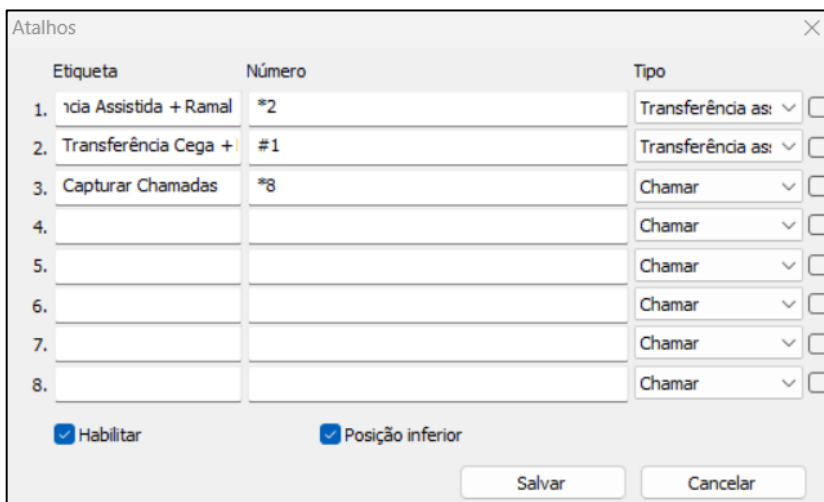 Atalhos
Etiqueta Número Tipo
1. ncia Assistida + Ramal *2 Transferência as
2. Transferência Cega + #1 Transferência as
3. Capturar Chamadas *8 Chamar
4. Chamar
5. Chamar
6. Chamar
7. Chamar
8. Chamar
Habilitar Posição inferior
Salvar Cancelar